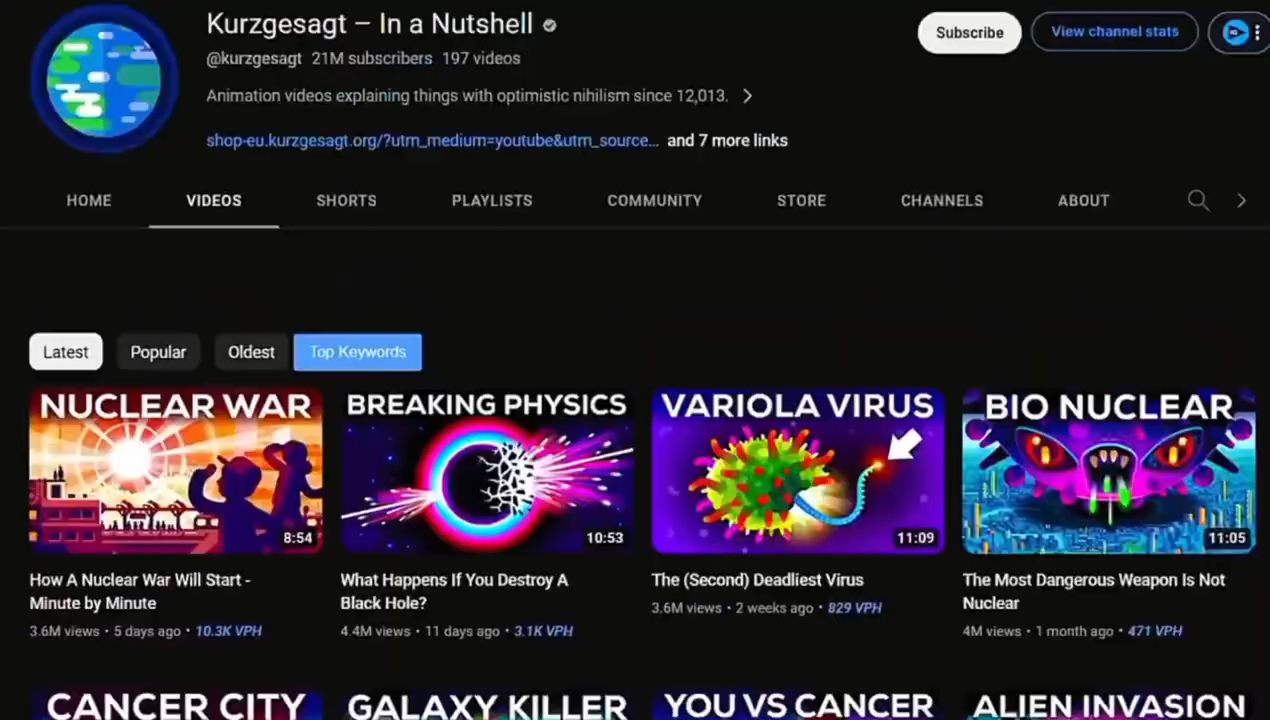 Kurzgesagt – In a Nutshell
Subscribe
View channel stats
@kurzgesagt 21M subscribers 197 videos
Animation videos explaining things with optimistic nihilism since 12,013.
shop-eu.kurzgesagt.org/?utm_medium=youtube&utm_source... and 7 more links
HOME VIDEOS SHORTS PLAYLISTS COMMUNITY STORE CHANNELS ABOUT
Latest Popular Oldest Top Keywords
NUCLEAR WAR
8:54
BREAKING PHYSICS
10:53
VARIOLA VIRUS
11:09
BIO NUCLEAR
11:05
How A Nuclear War Will Start -
Minute by Minute
3.6M views • 5 days ago • 10.3K VPH
What Happens If You Destroy A
Black Hole?
4.4M views • 11 days ago • 3.1K VPH
The (Second) Deadliest Virus
3.6M views • 2 weeks ago • 829 VPH
The Most Dangerous Weapon Is Not
Nuclear
4M views • 1 month ago • 471 VPH
CANCER CITY
GALAXY KILLER
YOU VS CANCER
ALIEN INVASION